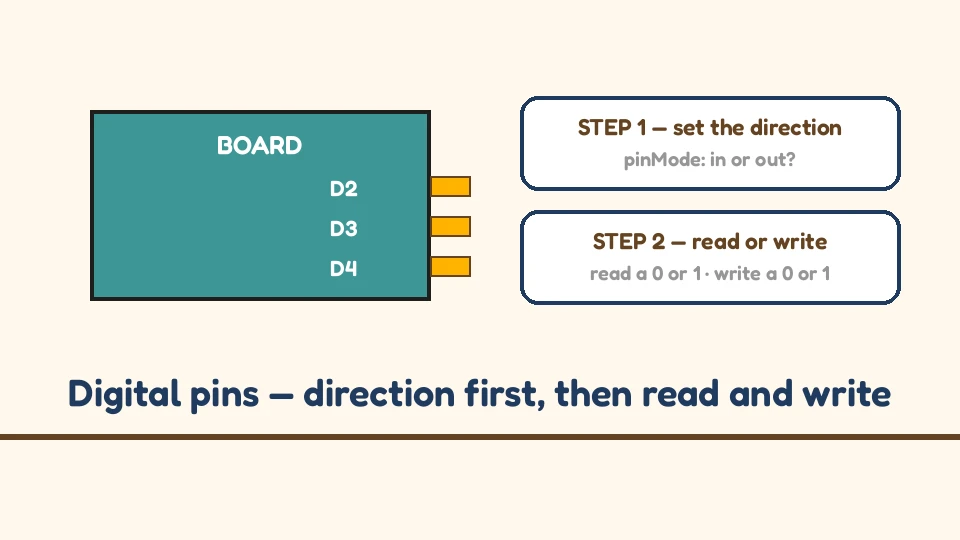 BOARD
D2
D3
D4
STEP 1 — set the direction
pinMode: in or out?
STEP 2 — read or write
read a 0 or 1 · write a 0 or 1
Digital pins — direction first, then read and write